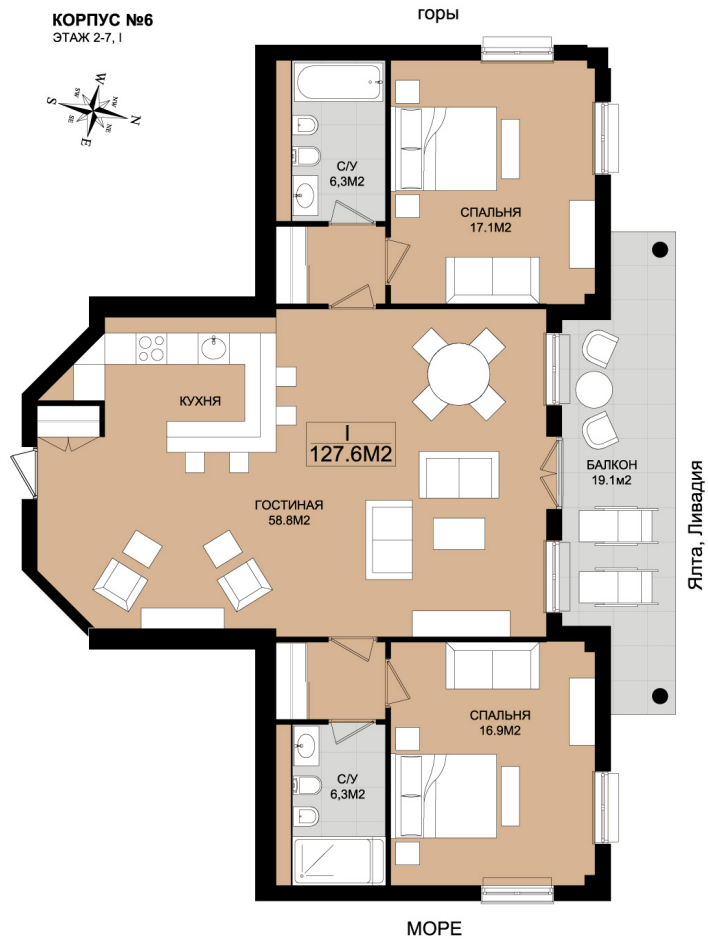 КОРПУС №6
ЭТАЖ 2-7, I
горы
W
S
SW
NW
N
SE
NE
E
С/У
6,3М2
СПАЛЬНЯ
17.1М2
КУХНЯ
I
127.6М2
БАЛКОН
19.1м2
ГОСТИНАЯ
58.8М2
Ялта, Ливадия
СПАЛЬНЯ
16.9М2
С/У
6,3М2
МОРЕ